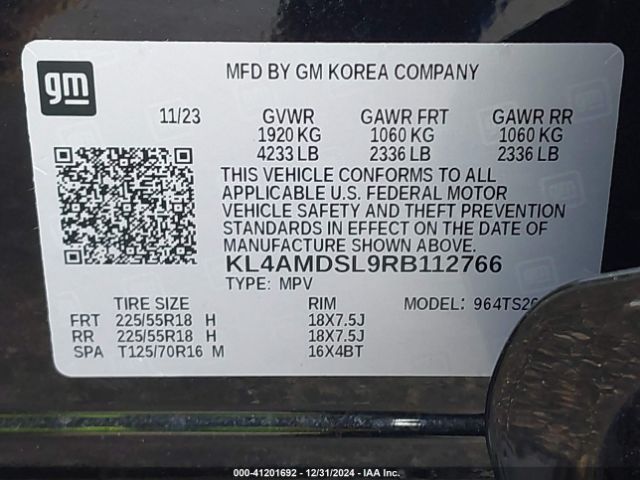 gm
MFD BY GM KOREA COMPANY
11/23 GVWR GAWR FRT GAWR RR
1920 KG 1060 KG 1060 KG
4233 LB 2336 LB 2336 LB
THIS VEHICLE CONFORMS TO ALL
APPLICABLE U.S. FEDERAL MOTOR
VEHICLE SAFETY AND THEFT PREVENTION
STANDARDS IN EFFECT ON THE DATE OF
MANUFACTURE SHOWN ABOVE.
KL4AMDSL9RB112766
TYPE: MPV
TIRE SIZE RIM MODEL: 964TS26
FRT 225/55R18 H 18X7.5J
RR 225/55R18 H 18X7.5J
SPA T125/70R16 M 16X4BT
000-41201692 - 12/31/2024 - IAA Inc.